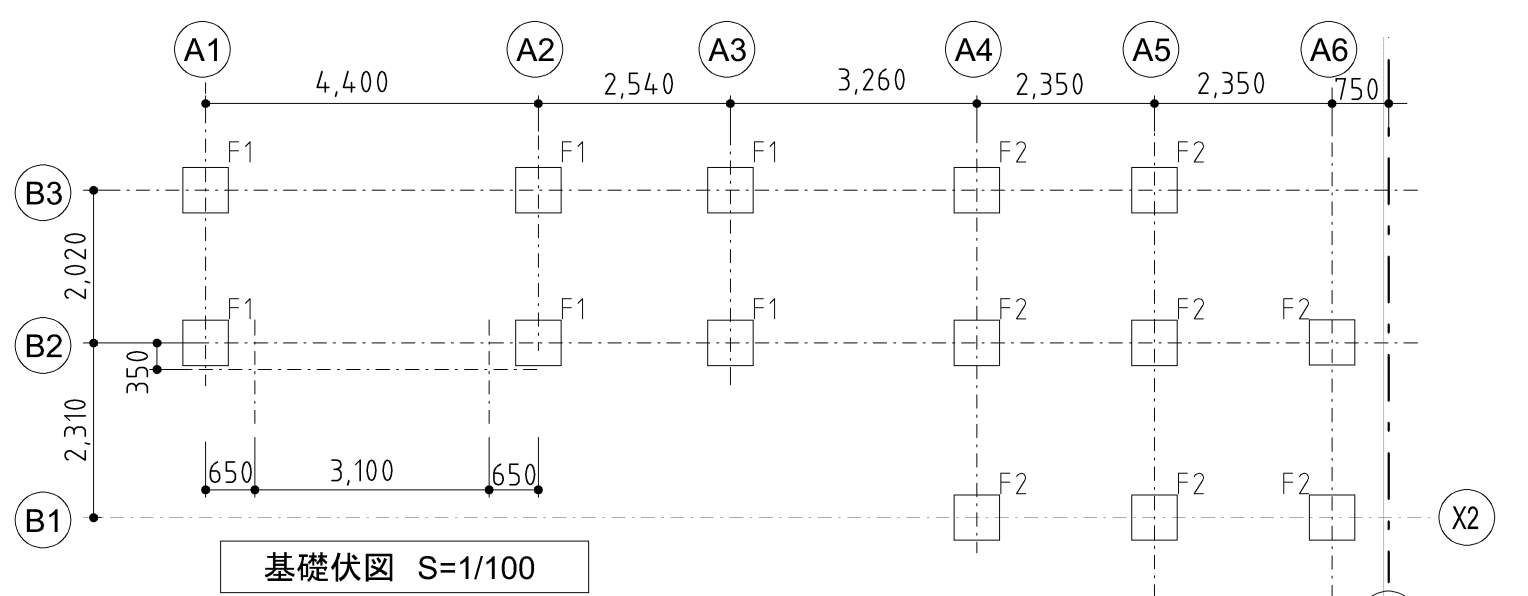 A1 A2 A3 A4 A5 A6
4,400 2,540 3,260 2,350 2,350 750
F1 F1 F1 F2 F2
B3
2,020
F1 F1 F1 F2 F2 F2
B2
350
2,310
650 3,100 650
F2 F2 F2
B1 X2
基礎伏図 S=1/100